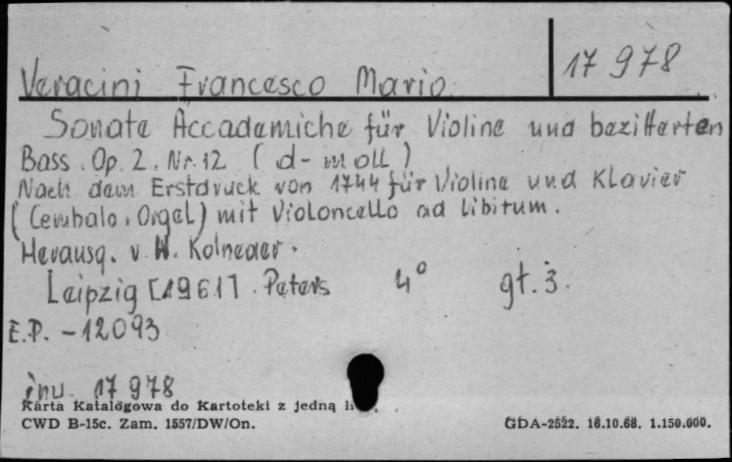 17 978
Veracini Francesco Mario.
Sonate Accademiche für Violine und bezifferten
Bass. Op. 2. Nr. 12 (d-moll)
Nach dem Erstdruck von 1744 für Violine und Klavier
(Cembalo, Orgel) mit Violoncello ad libitum.
Herausg. v. W. Kolneder.
Leipzig [1961] Peters 4° gł. 3.
E.P. - 12093
inw. 17 978
Karta Katalogowa do Kartoteki z jedną
CWD B-15c. Zam. 1557/DW/On. GDA-2522. 16.10.68. 1.150.000.